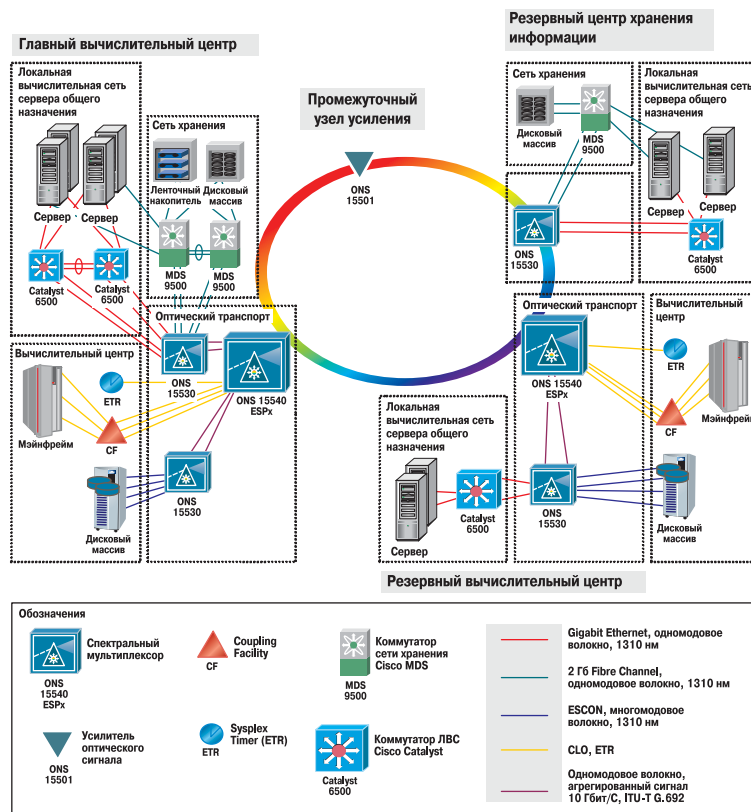 Главный вычислительный центр
Локальная
вычислительная сеть
сервера общего
назначения
Сервер
Сервер
Catalyst
6500
Catalyst
6500
Сеть хранения
Ленточный
накопитель
Дисковый
массив
MDS
9500
MDS
9500
Оптический транспорт
ONS
15530
ONS 15540
ESPx
ONS
15530
Вычислительный центр
Мэйнфрейм
ETR
CF
Дисковый
массив
Промежуточный
узел усиления
ONS
15501
Резервный центр хранения
информации
Сеть хранения
Дисковый
массив
MDS
9500
Локальная
вычислительная сеть
сервера общего
назначения
Сервер
Сервер
Catalyst
6500
ONS
15530
Оптический транспорт
ONS 15540
ESPx
ONS
15530
Вычислительный
центр
ETR
Мэйнфрейм
CF
Дисковый
массив
Локальная
вычислительная сеть
сервера общего
назначения
Сервер
Catalyst
6500
Резервный вычислительный центр
Обозначения
Спектральный
мультиплексор
ONS
15540
ESPx
Усилитель
оптического
сигнала
ONS
15501
Coupling
Facility
CF
Sysplex
Timer (ETR)
ETR
Коммутатор
сети хранения
Cisco MDS
MDS
9500
Коммутатор ЛВС
Cisco Catalyst
Catalyst
6500
Gigabit Ethernet, одномодовое
волокно, 1310 нм
2 Гб Fibre Channel,
одномодовое волокно, 1310 нм
ESCON, многомодовое
волокно, 1310 нм
CLO, ETR
Одномодовое волокно,
агрегированный сигнал
10 Гбит/С, ITU-T G.692